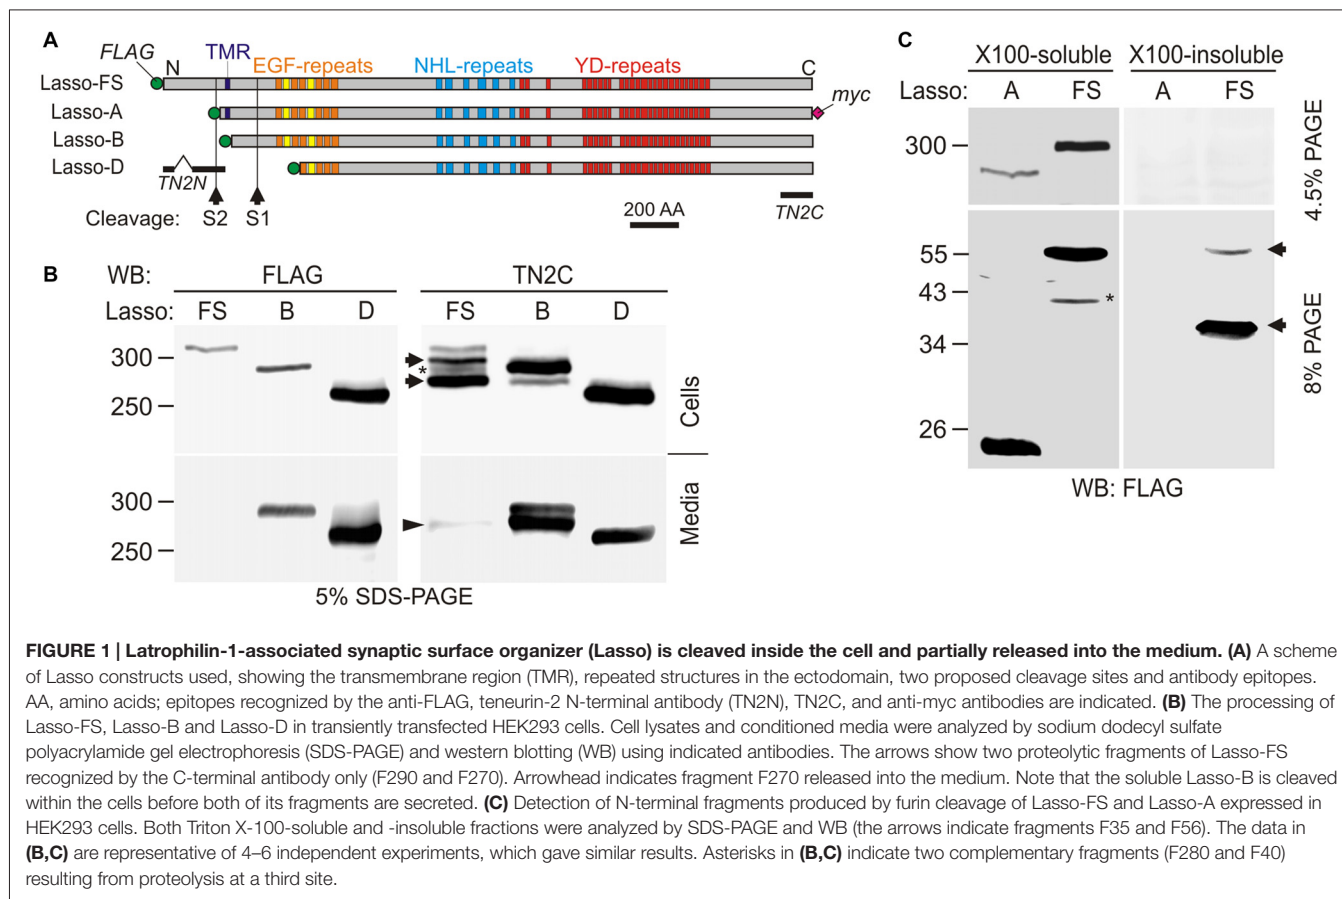 A
FLAG
N
TMR
EGF-repeats
NHL-repeats
YD-repeats
C
Lasso-FS
Lasso-A
myc
Lasso-B
Lasso-D
TN2N
TN2C
Cleavage: S2 S1
200 AA
B
WB: FLAG TN2C
Lasso: FS B D FS B D
300
250
*
Cells
300
250
Media
5% SDS-PAGE
C
X100-soluble X100-insoluble
Lasso: A FS A FS
300
4.5% PAGE
55
43
*
34
26
8% PAGE
WB: FLAG
FIGURE 1 | Latrophilin-1-associated synaptic surface organizer (Lasso) is cleaved inside the cell and partially released into the medium. (A) A scheme
of Lasso constructs used, showing the transmembrane region (TMR), repeated structures in the ectodomain, two proposed cleavage sites and antibody epitopes.
AA, amino acids; epitopes recognized by the anti-FLAG, teneurin-2 N-terminal antibody (TN2N), TN2C, and anti-myc antibodies are indicated. (B) The processing of
Lasso-FS, Lasso-B and Lasso-D in transiently transfected HEK293 cells. Cell lysates and conditioned media were analyzed by sodium dodecyl sulfate
polyacrylamide gel electrophoresis (SDS-PAGE) and western blotting (WB) using indicated antibodies. The arrows show two proteolytic fragments of Lasso-FS
recognized by the C-terminal antibody only (F290 and F270). Arrowhead indicates fragment F270 released into the medium. Note that the soluble Lasso-B is cleaved
within the cells before both of its fragments are secreted. (C) Detection of N-terminal fragments produced by furin cleavage of Lasso-FS and Lasso-A expressed in
HEK293 cells. Both Triton X-100-soluble and -insoluble fractions were analyzed by SDS-PAGE and WB (the arrows indicate fragments F35 and F56). The data in
(B,C) are representative of 4–6 independent experiments, which gave similar results. Asterisks in (B,C) indicate two complementary fragments (F280 and F40)
resulting from proteolysis at a third site.